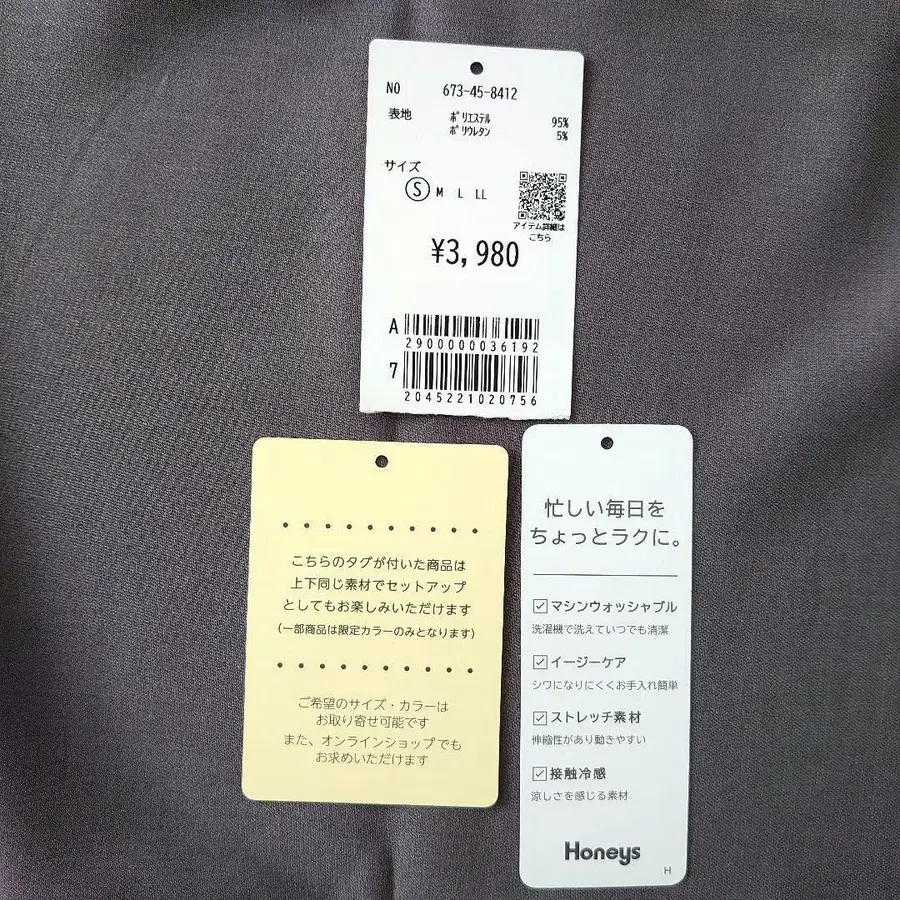 NO 673-45-8412
表地 ポリエステル 95%
ポリウレタン 5%
サイズ
S M L LL
アイテム詳細は
こちら
¥3,980
A
2900000036192
7
2045221020756
こちらのタグが付いた商品は
上下同じ素材でセットアップ
としてもお楽しみいただけます
(一部商品は限定カラーのみとなります)
ご希望のサイズ・カラーは
お取り寄せ可能です
また、オンラインショップでも
お求めいただけます
忙しい毎日を
ちょっとラクに。
マシンウォッシャブル
洗濯機で洗えていつでも清潔
イージーケア
シワになりにくくお手入れ簡単
ストレッチ素材
伸縮性があり動きやすい
接触冷感
涼しさを感じる素材
Honeys
H